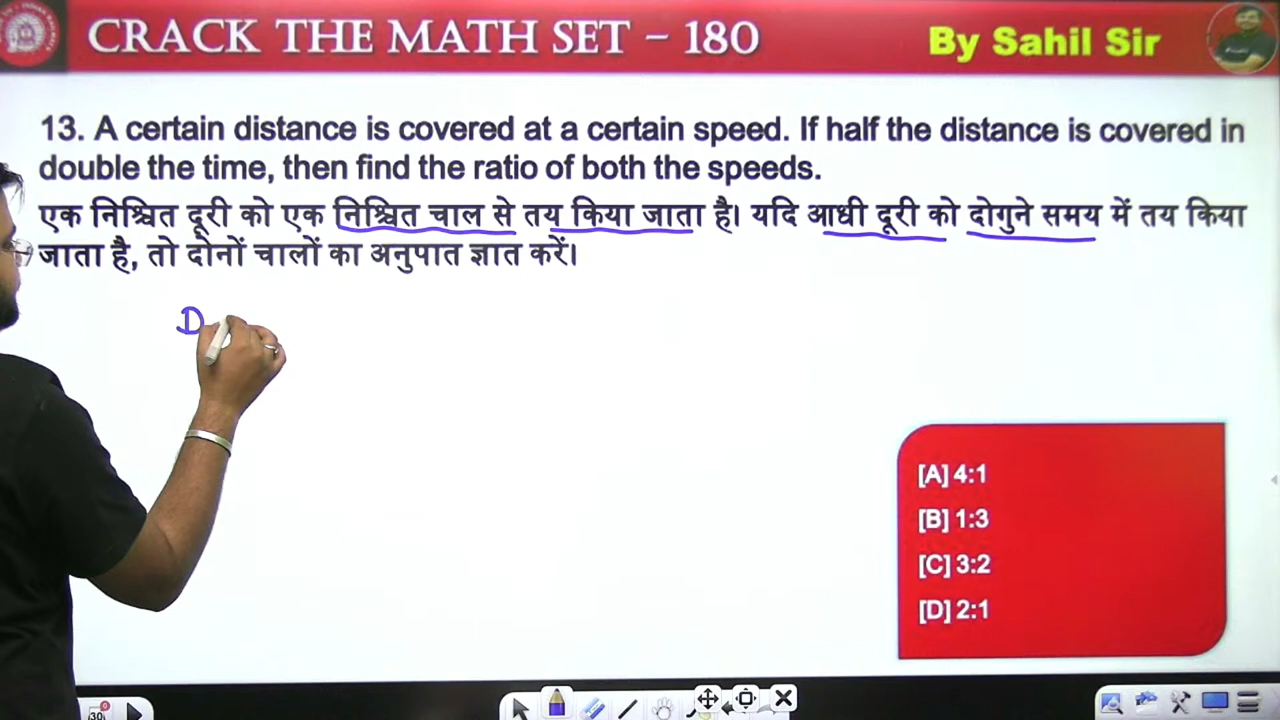 CRACK THE MATH SET – 180
By Sahil Sir
13. A certain distance is covered at a certain speed. If half the distance is covered in
double the time, then find the ratio of both the speeds.
एक निश्चित दूरी को एक निश्चित चाल से तय किया जाता है। यदि आधी दूरी को दोगुने समय में तय किया
जाता है, तो दोनों चालों का अनुपात ज्ञात करें।
D
[A] 4:1
[B] 1:3
[C] 3:2
[D] 2:1